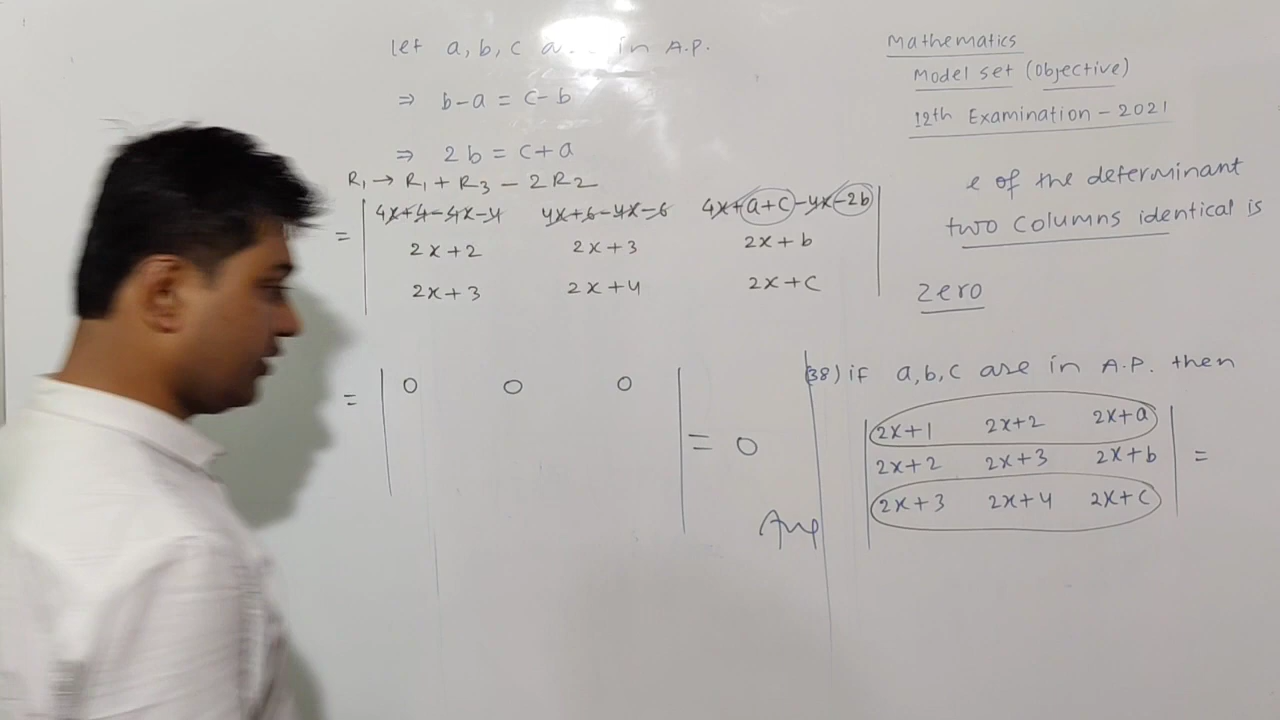 let a, b, c a in A.P.
⇒ b-a = c-b
⇒ 2b = c+a
R₁ → R₁ + R₃ - 2R₂
4x+4-4x-4 4x+6-4x-6 4x+a+c-4x-2b
= 2x+2 2x+3 2x+b
2x+3 2x+4 2x+c
= | 0 0 0 | = 0
Ans
Mathematics
Model set (objective)
12th Examination - 2021
e of the determinant
two columns identical is
zero
(38) if a,b,c are in A.P. then
2x+1 2x+2 2x+a
2x+2 2x+3 2x+b =
2x+3 2x+4 2x+c